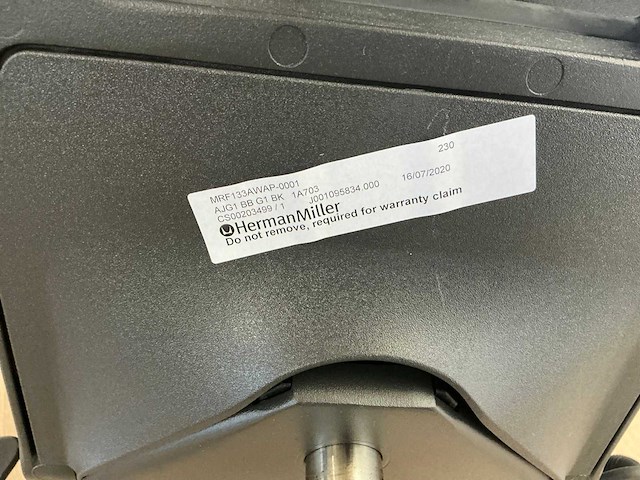 MRF133AWAP-0001 230
AJG1 BB G1 BK 1A703
CS00203499 / 1 J001095834.000 16/07/2020
HermanMiller
Do not remove, required for warranty claim